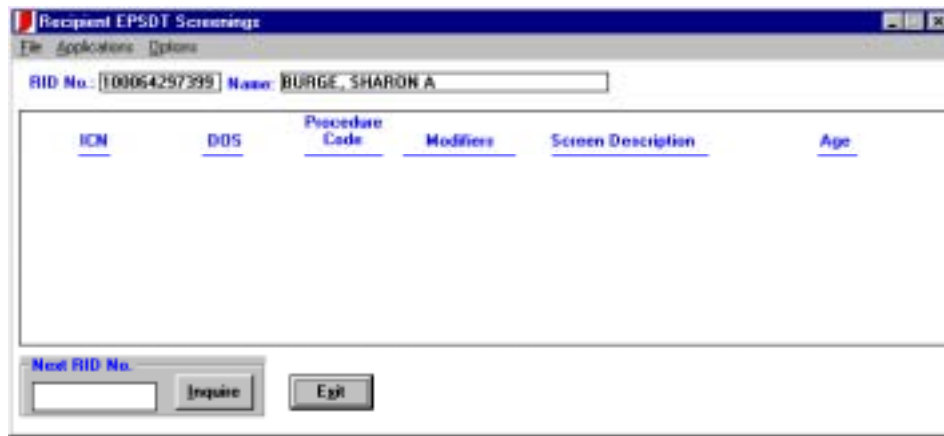 Recipient EPSDT Screenings
File Applications Options
RID No.: 100064297399 Name: BURGE, SHARON A
ICN DOS Procedure Code Modifiers Screen Description Age
Next RID No.
Inquire Exit